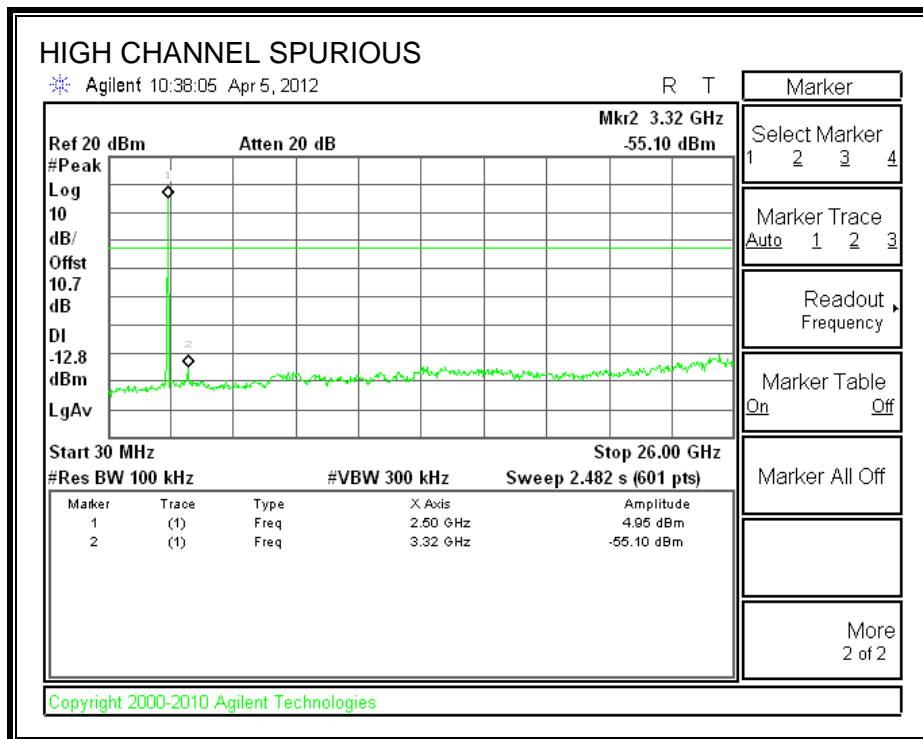 HIGH CHANNEL SPURIOUS
Agilent 10:38:05 Apr 5, 2012 R T
Mkr2 3.32 GHz
Ref 20 dBm Atten 20 dB -55.10 dBm
#Peak
Log
10
dB/
Offst
10.7
dB
DI
-12.8
dBm
LgAv
1
2
Start 30 MHz Stop 26.00 GHz
#Res BW 100 kHz #VBW 300 kHz Sweep 2.482 s (601 pts)
Marker Trace Type X Axis Amplitude
1 (1) Freq 2.50 GHz 4.95 dBm
2 (1) Freq 3.32 GHz -55.10 dBm
Marker
Select Marker
1 2 3 4
Marker Trace
Auto 1 2 3
Readout
Frequency
Marker Table
On Off
Marker All Off
More
2 of 2
Copyright 2000-2010 Agilent Technologies